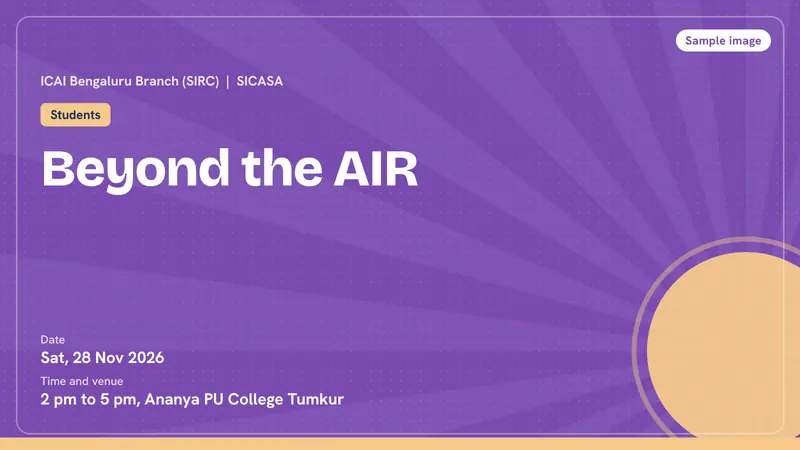 Sample image
ICAI Bengaluru Branch (SIRC) | SICASA
Students
Beyond the AIR
Date
Sat, 28 Nov 2026
Time and venue
2 pm to 5 pm, Ananya PU College Tumkur